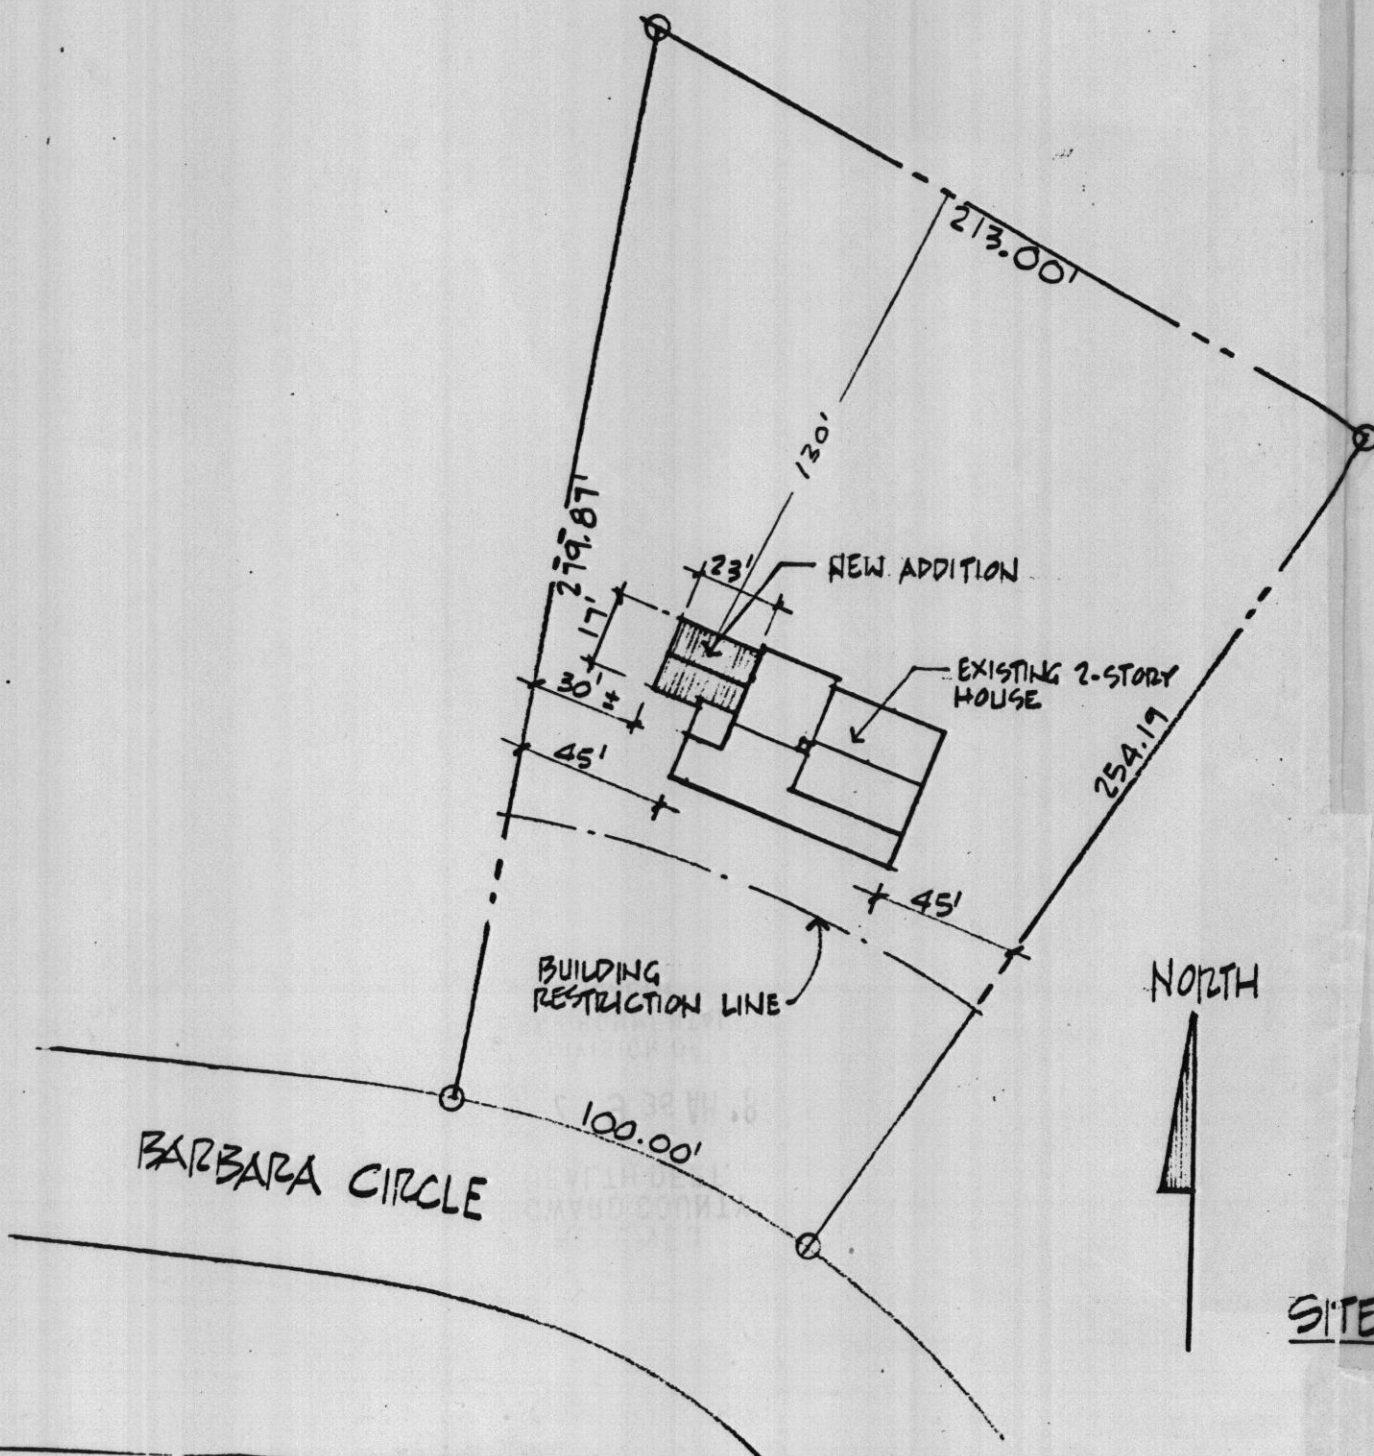 213.00'
130'
279.87'
23'
NEW ADDITION
17'
30'±
EXISTING 2-STORY
HOUSE
45'
254.19
45'
BUILDING
RESTRICTION LINE
NORTH
100.00'
BARBARA CIRCLE
SITE